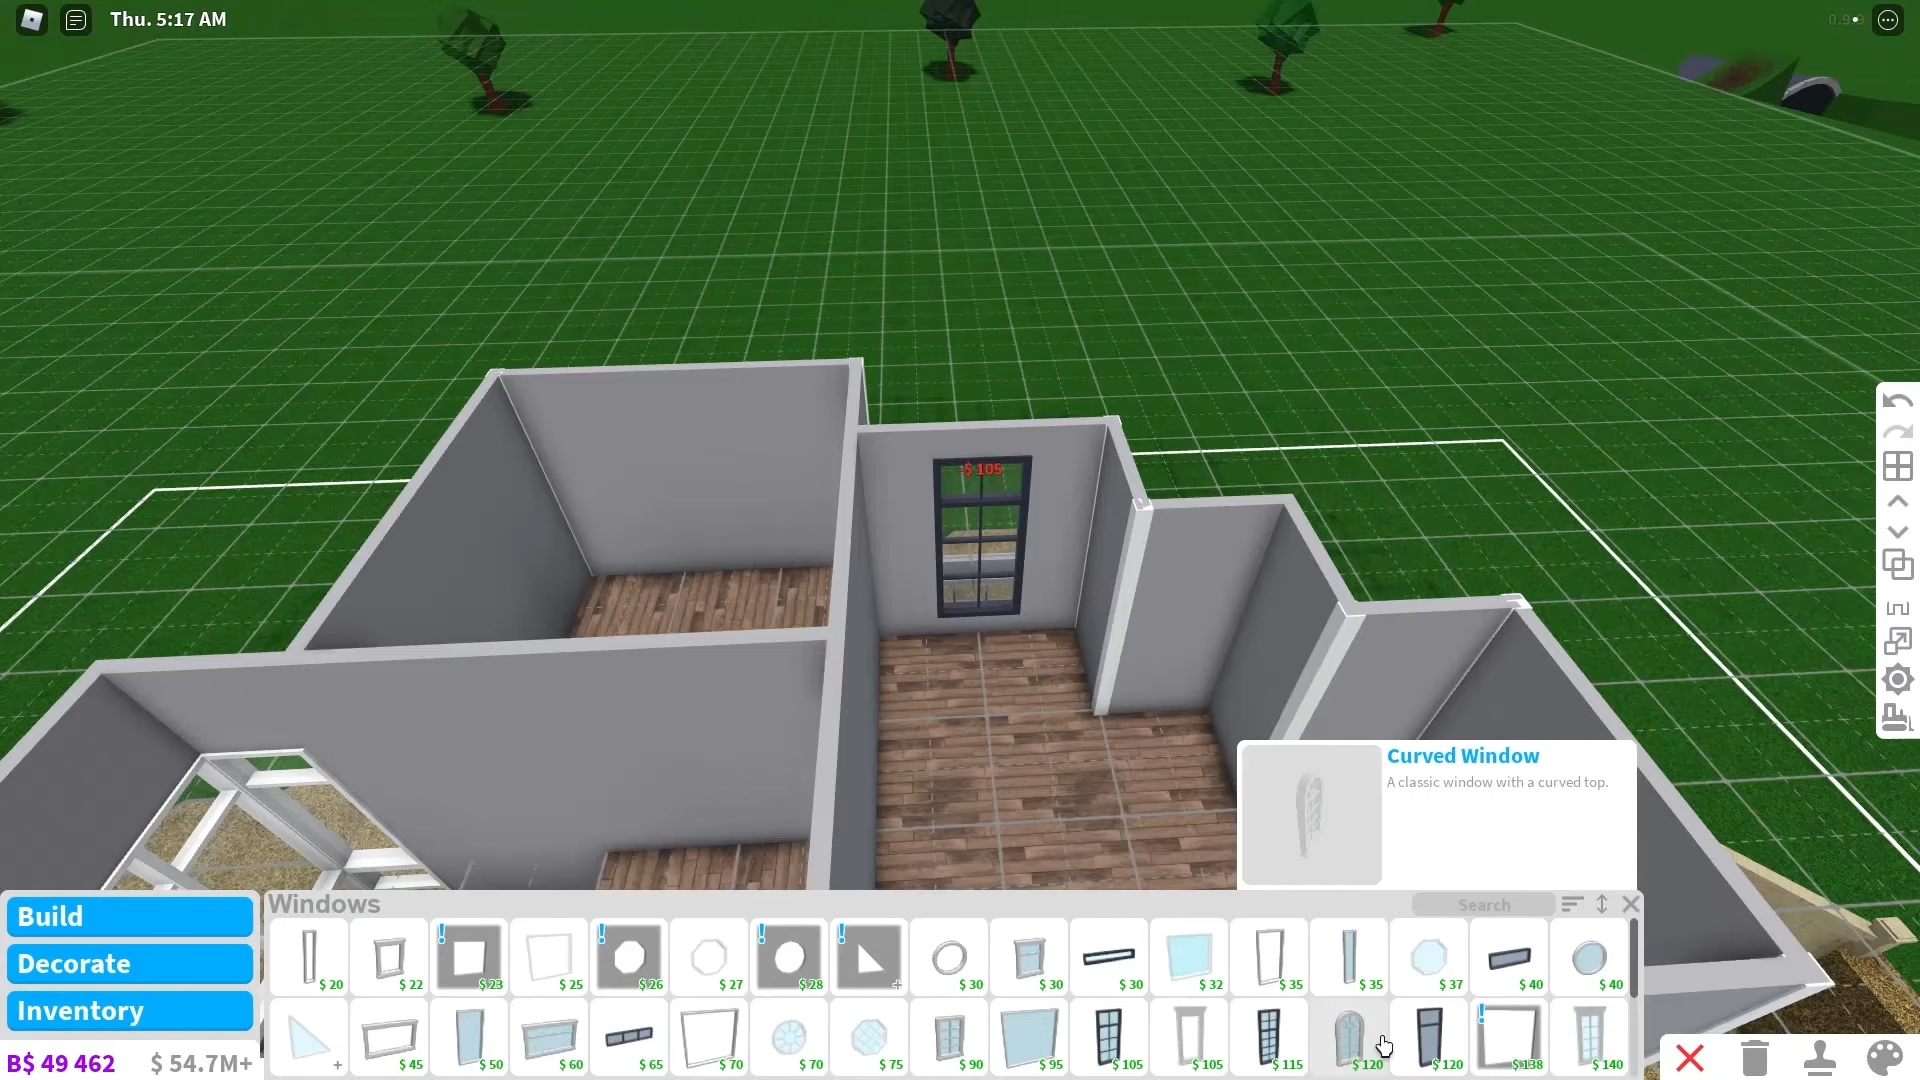 Thu. 5:17 AM
-$ 105
Curved Window
A classic window with a curved top.
Windows
Search
Build
Decorate
Inventory
B$ 49 462
$ 54.7M+
$ 20
$ 22
! $ 23
$ 25
! $ 26
$ 27
! $ 28
! +
$ 30
$ 30
$ 30
$ 32
$ 35
$ 35
$ 37
$ 40
$ 40
+
$ 45
$ 50
$ 60
$ 65
$ 70
$ 70
$ 75
$ 90
$ 95
$ 105
$ 105
$ 115
$ 120
$ 120
! $ 138
$ 140